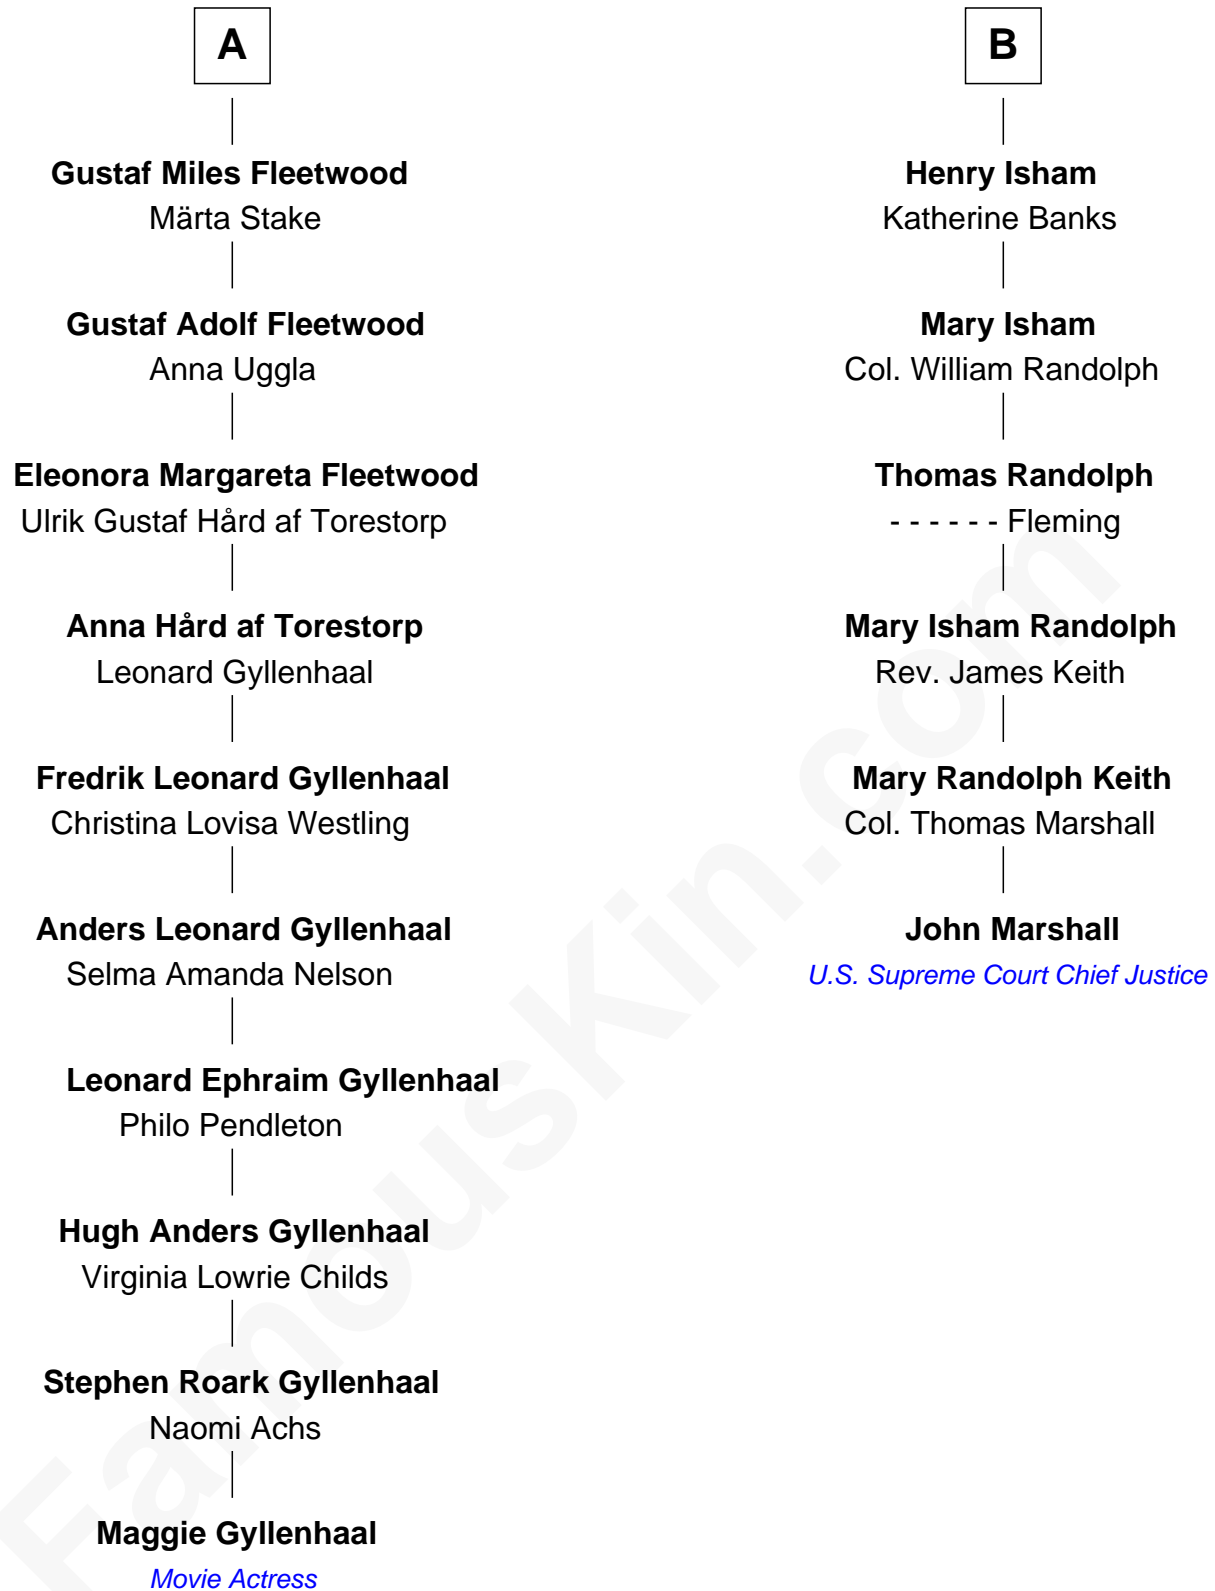 A
Gustaf Miles Fleetwood
Märta Stake
Gustaf Adolf Fleetwood
Anna Uggla
Eleonora Margareta Fleetwood
Ulrik Gustaf Hård af Torestorp
Anna Hård af Torestorp
Leonard Gyllenhaal
Fredrik Leonard Gyllenhaal
Christina Lovisa Westling
Anders Leonard Gyllenhaal
Selma Amanda Nelson
Leonard Ephraim Gyllenhaal
Philo Pendleton
Hugh Anders Gyllenhaal
Virginia Lowrie Childs
Stephen Roark Gyllenhaal
Naomi Achs
Maggie Gyllenhaal
Movie Actress
B
Henry Isham
Katherine Banks
Mary Isham
Col. William Randolph
Thomas Randolph
- - - - - - Fleming
Mary Isham Randolph
Rev. James Keith
Mary Randolph Keith
Col. Thomas Marshall
John Marshall
U.S. Supreme Court Chief Justice
FamousKin.com